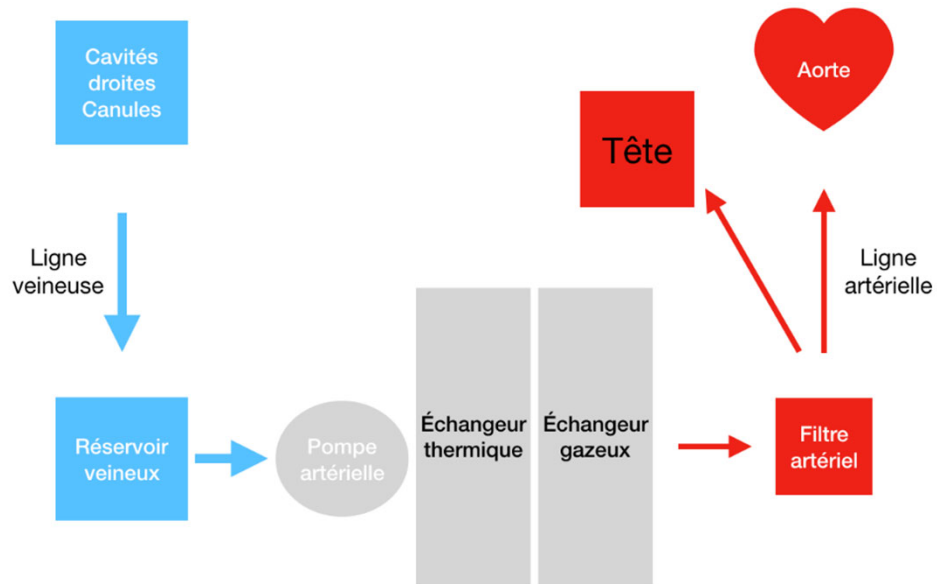 Cavités
droites
Canules
Aorte
Tête
Ligne
veineuse
Ligne
artérielle
Réservoir
veineux
Pompe
artérielle
Échangeur
thermique
Échangeur
gazeux
Filtre
artériel